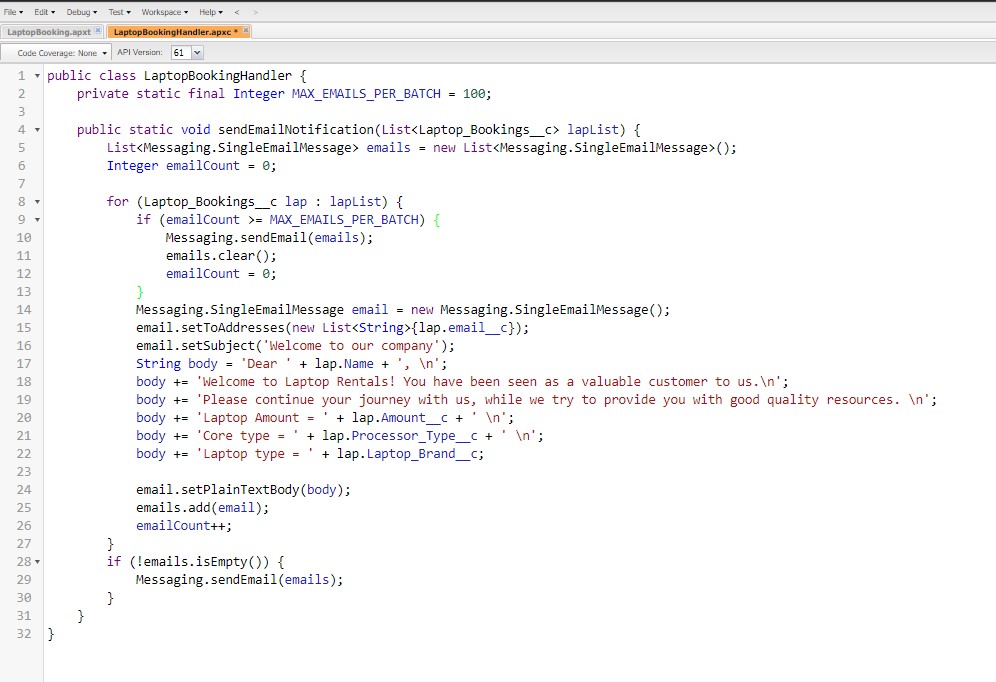 File Edit Debug Test Workspace Help < >
LaptopBooking.apxt LaptopBookingHandler.apxc *
Code Coverage: None API Version: 61
1 public class LaptopBookingHandler {
2     private static final Integer MAX_EMAILS_PER_BATCH = 100;
3
4     public static void sendEmailNotification(List<Laptop_Bookings__c> lapList) {
5         List<Messaging.SingleEmailMessage> emails = new List<Messaging.SingleEmailMessage>();
6         Integer emailCount = 0;
7
8         for (Laptop_Bookings__c lap : lapList) {
9             if (emailCount >= MAX_EMAILS_PER_BATCH) {
10                 Messaging.sendEmail(emails);
11                 emails.clear();
12                 emailCount = 0;
13             }
14             Messaging.SingleEmailMessage email = new Messaging.SingleEmailMessage();
15             email.setToAddresses(new List<String>{lap.email__c});
16             email.setSubject('Welcome to our company');
17             String body = 'Dear ' + lap.Name + ', \n';
18             body += 'Welcome to Laptop Rentals! You have been seen as a valuable customer to us.\n';
19             body += 'Please continue your journey with us, while we try to provide you with good quality resources. \n';
20             body += 'Laptop Amount = ' + lap.Amount__c + ' \n';
21             body += 'Core type = ' + lap.Processor_Type__c + ' \n';
22             body += 'Laptop type = ' + lap.Laptop_Brand__c;
23
24             email.setPlainTextBody(body);
25             emails.add(email);
26             emailCount++;
27         }
28         if (!emails.isEmpty()) {
29             Messaging.sendEmail(emails);
30         }
31     }
32 }